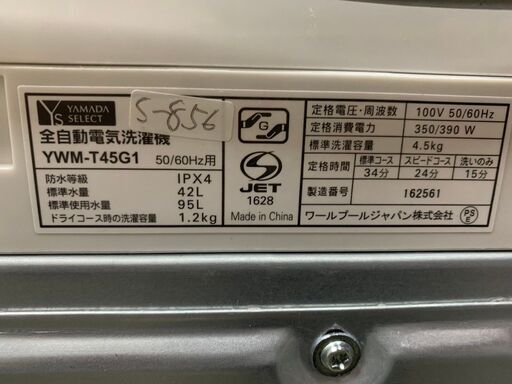 YS YAMADA SELECT
S-856
全自動電気洗濯機
YWM-T45G1 50/60Hz用
防水等級 IPX4
標準水量 42L
標準使用水量 95L
ドライコース時の洗濯容量 1.2kg
G
S
JET
1628
Made in China
定格電圧・周波数 100V 50/60Hz
定格消費電力 350/390 W
標準洗濯容量 4.5kg
定格時間 標準コース スピードコース 洗いのみ
34分 24分 15分
製造番号 162561
ワールプールジャパン株式会社 PSE